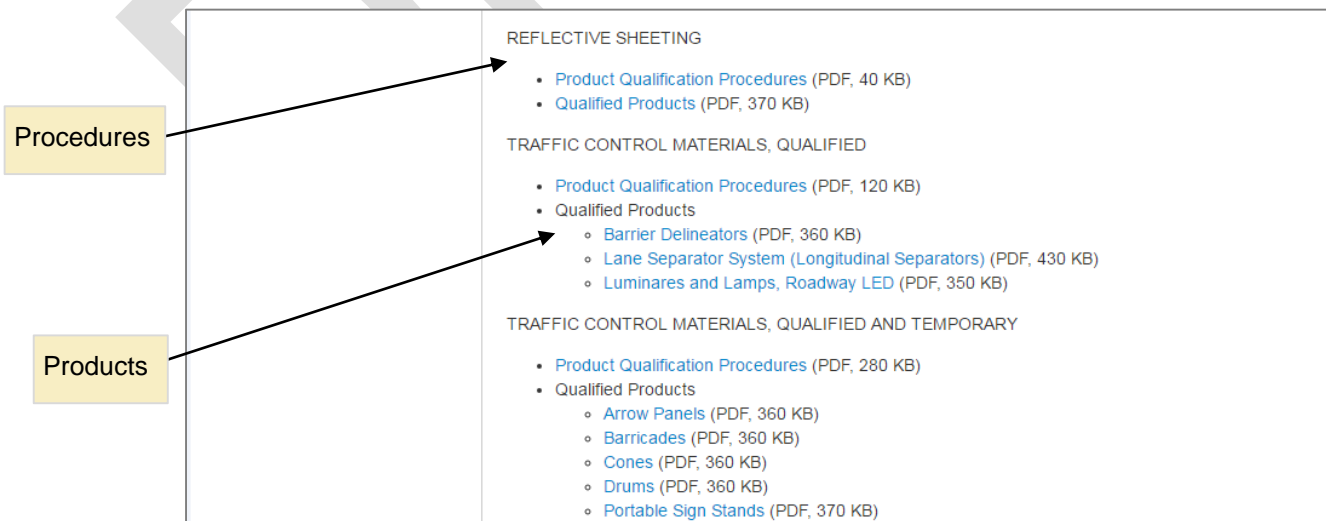 REFLECTIVE SHEETING
• Product Qualification Procedures (PDF, 40 KB)
• Qualified Products (PDF, 370 KB)
Procedures
TRAFFIC CONTROL MATERIALS, QUALIFIED
• Product Qualification Procedures (PDF, 120 KB)
• Qualified Products
◦ Barrier Delineators (PDF, 360 KB)
◦ Lane Separator System (Longitudinal Separators) (PDF, 430 KB)
◦ Luminares and Lamps, Roadway LED (PDF, 350 KB)
TRAFFIC CONTROL MATERIALS, QUALIFIED AND TEMPORARY
Products
• Product Qualification Procedures (PDF, 280 KB)
• Qualified Products
◦ Arrow Panels (PDF, 360 KB)
◦ Barricades (PDF, 360 KB)
◦ Cones (PDF, 360 KB)
◦ Drums (PDF, 360 KB)
◦ Portable Sign Stands (PDF, 370 KB)